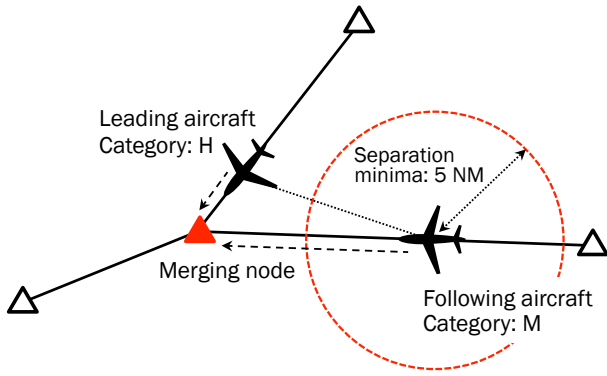 Leading aircraft
Category: H
Separation
minima: 5 NM
Merging node
Following aircraft
Category: M